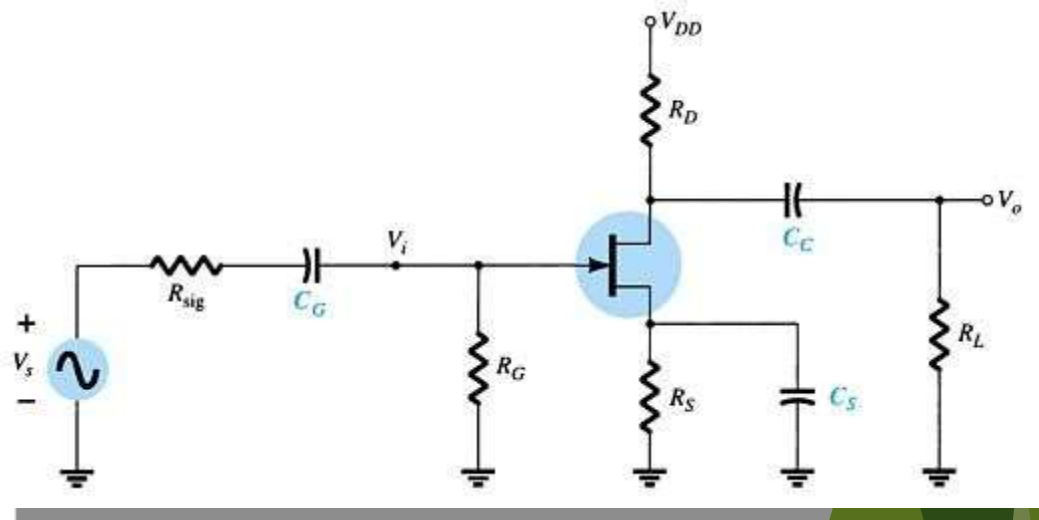 V_DD
R_D
V_o
C_C
V_i
R_sig
C_G
+
V_s
−
R_G
R_S
C_S
R_L